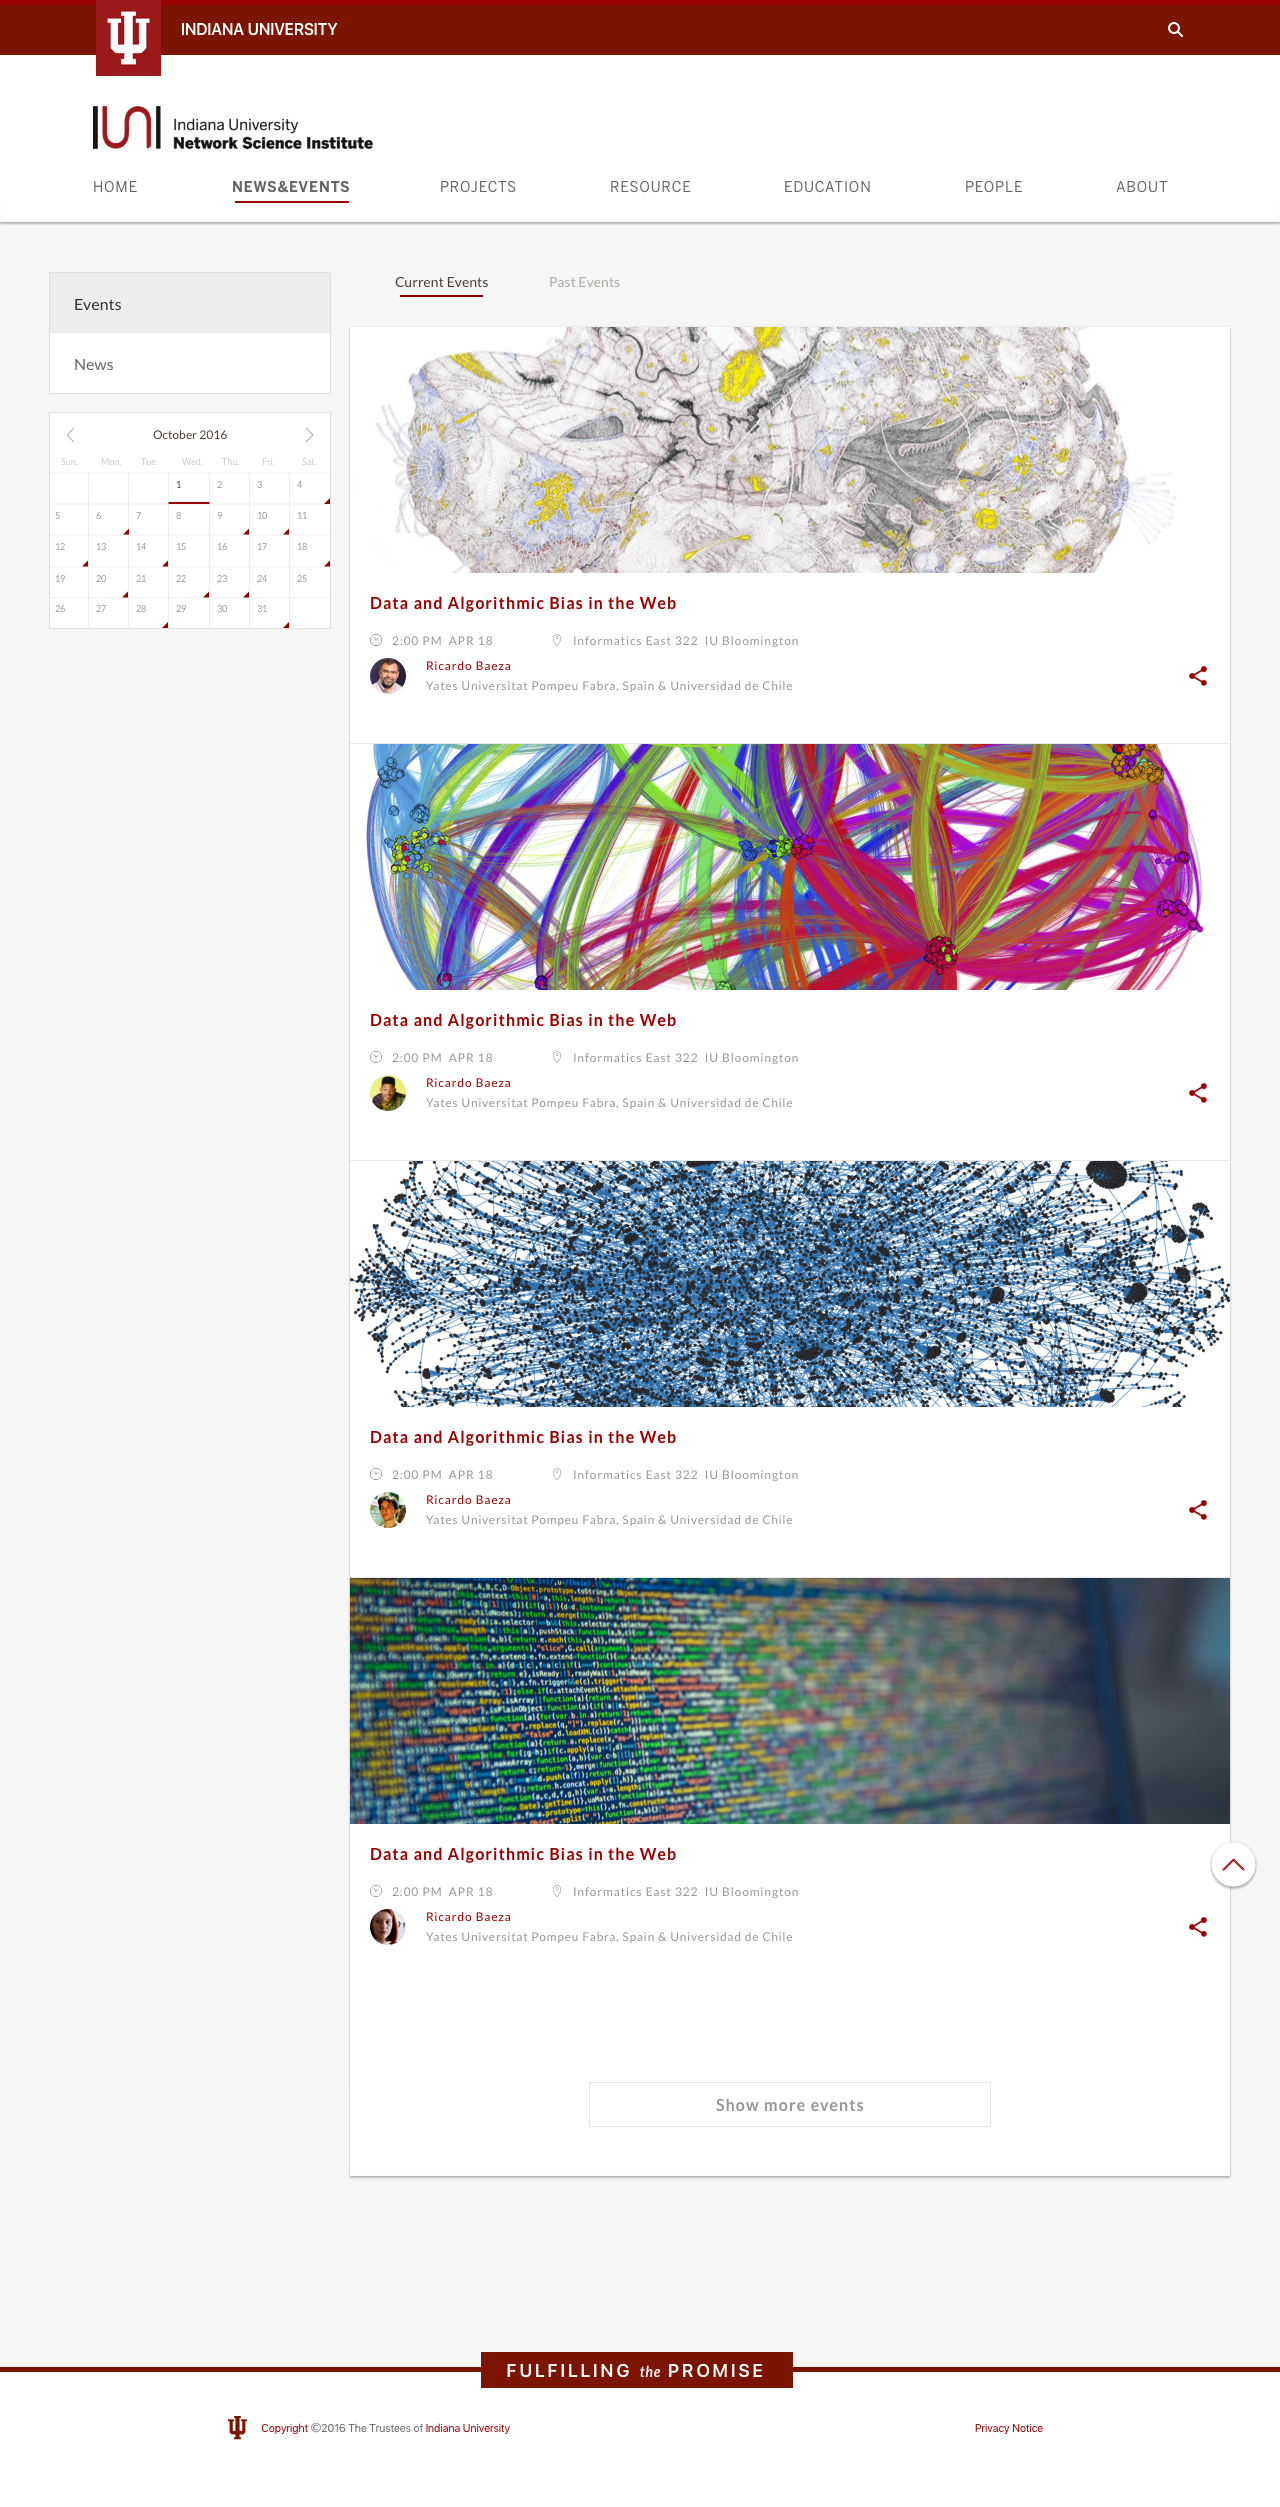 INDIANA UNIVERSITY
Indiana University
Network Science Institute
HOME NEWS&EVENTS PROJECTS RESOURCE EDUCATION PEOPLE ABOUT
Events
News
October 2016
Sun. Mon. Tue. Wed. Thu. Fri. Sat.
1 2 3 4
5 6 7 8 9 10 11
12 13 14 15 16 17 18
19 20 21 22 23 24 25
26 27 28 29 30 31
Current Events Past Events
Data and Algorithmic Bias in the Web
2:00 PM APR 18 Informatics East 322 IU Bloomington
Ricardo Baeza
Yates Universitat Pompeu Fabra, Spain & Universidad de Chile
Data and Algorithmic Bias in the Web
2:00 PM APR 18 Informatics East 322 IU Bloomington
Ricardo Baeza
Yates Universitat Pompeu Fabra, Spain & Universidad de Chile
Data and Algorithmic Bias in the Web
2:00 PM APR 18 Informatics East 322 IU Bloomington
Ricardo Baeza
Yates Universitat Pompeu Fabra, Spain & Universidad de Chile
Data and Algorithmic Bias in the Web
2:00 PM APR 18 Informatics East 322 IU Bloomington
Ricardo Baeza
Yates Universitat Pompeu Fabra, Spain & Universidad de Chile
Show more events
FULFILLING the PROMISE
Copyright ©2016 The Trustees of Indiana University
Privacy Notice